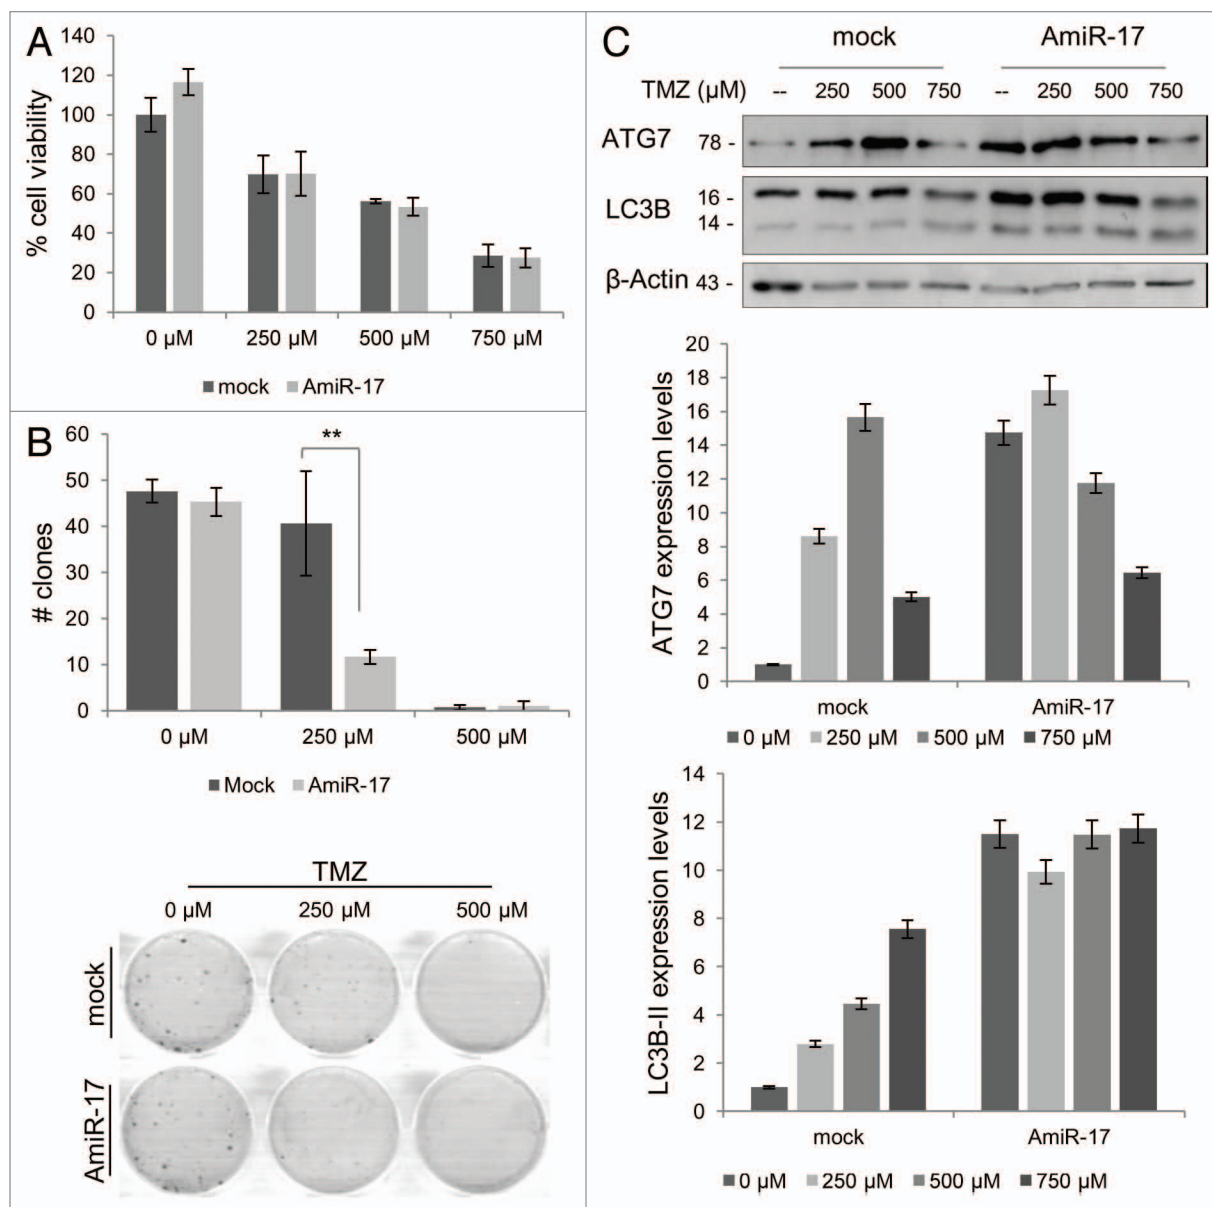 A
% cell viability
140
120
100
80
60
40
20
0
0 µM 250 µM 500 µM 750 µM
mock AmiR-17
B
# clones
60
50
40
30
20
10
0
**
0 µM 250 µM 500 µM
Mock AmiR-17
TMZ
0 µM 250 µM 500 µM
mock
AmiR-17
C
mock AmiR-17
TMZ (µM) -- 250 500 750 -- 250 500 750
ATG7 78 -
LC3B 16 -
14 -
β-Actin 43 -
ATG7 expression levels
20
18
16
14
12
10
8
6
4
2
0
mock AmiR-17
0 µM 250 µM 500 µM 750 µM
LC3B-II expression levels
14
12
10
8
6
4
2
0
mock AmiR-17
0 µM 250 µM 500 µM 750 µM